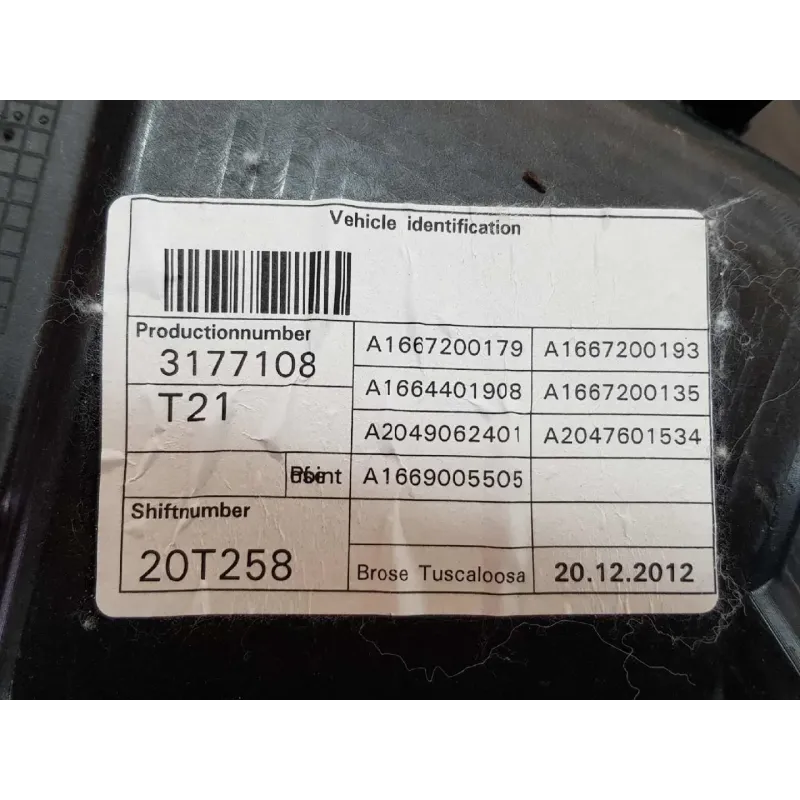 Vehicle identification
Productionnumber
3177108
T21
A1667200179 A1667200193
A1664401908 A1667200135
A2049062401 A2047601534
A1669005505
Shiftnumber
20T258
Brose Tuscaloosa 20.12.2012